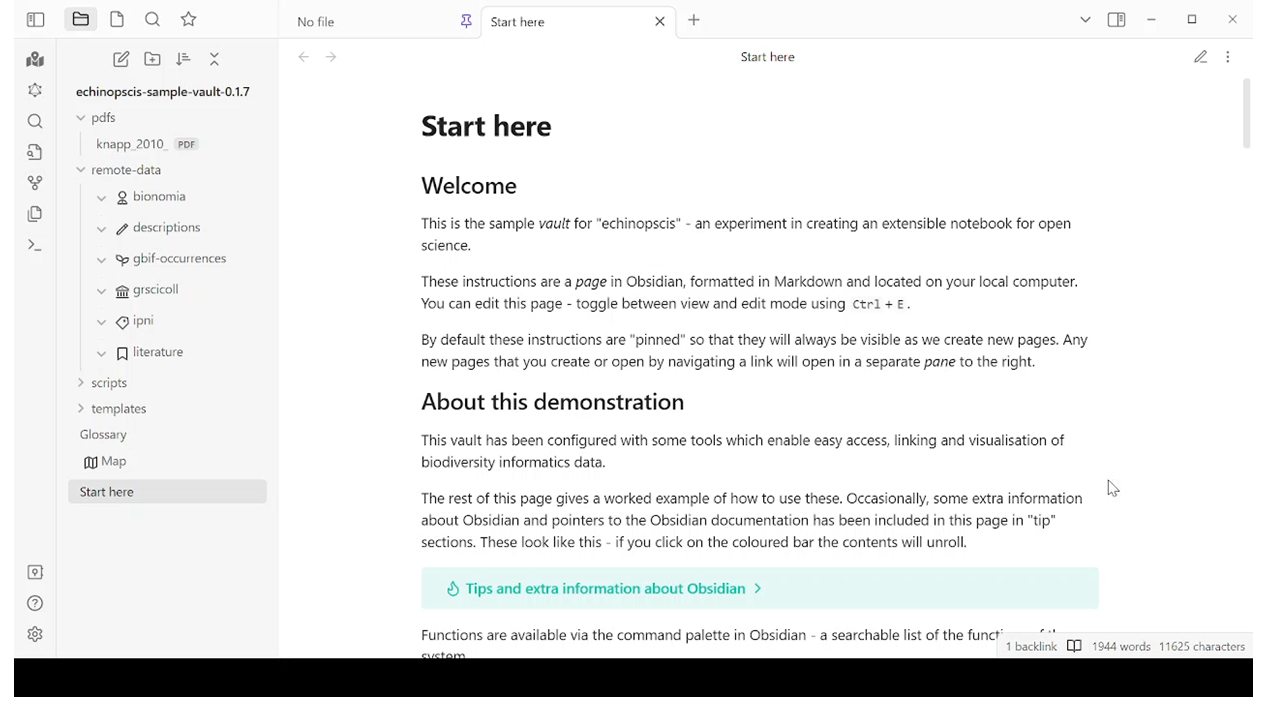 No file
Start here
echinopscis-sample-vault-0.1.7
pdfs
knapp_2010_ PDF
remote-data
bionomia
descriptions
gbif-occurrences
grscicoll
ipni
literature
scripts
templates
Glossary
Map
Start here
Start here
Start here
Welcome
This is the sample vault for "echinopscis" - an experiment in creating an extensible notebook for open
science.
These instructions are a page in Obsidian, formatted in Markdown and located on your local computer.
You can edit this page - toggle between view and edit mode using Ctrl + E .
By default these instructions are "pinned" so that they will always be visible as we create new pages. Any
new pages that you create or open by navigating a link will open in a separate pane to the right.
About this demonstration
This vault has been configured with some tools which enable easy access, linking and visualisation of
biodiversity informatics data.
The rest of this page gives a worked example of how to use these. Occasionally, some extra information
about Obsidian and pointers to the Obsidian documentation has been included in this page in "tip"
sections. These look like this - if you click on the coloured bar the contents will unroll.
Tips and extra information about Obsidian
Functions are available via the command palette in Obsidian - a searchable list of the
system
1 backlink 1944 words 11625 characters